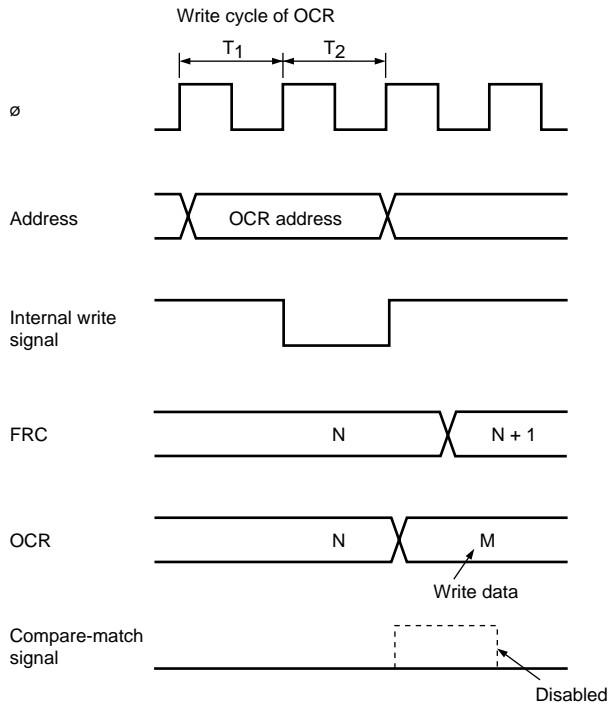 Write cycle of OCR
T1 T2
ø
Address
OCR address
Internal write
signal
FRC
N
N + 1
OCR
N
M
Write data
Compare-match
signal
Disabled